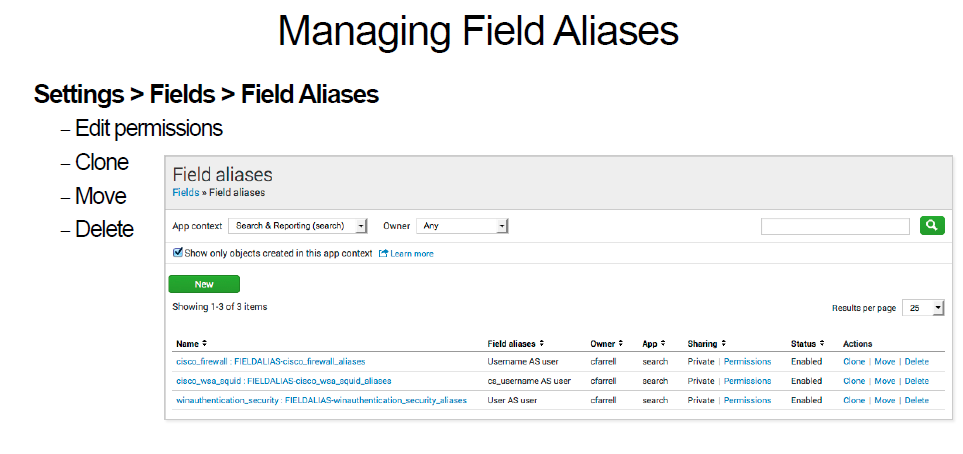 Managing Field Aliases
Settings > Fields > Field Aliases
– Edit permissions
– Clone
– Move
– Delete
Field aliases
Fields » Field aliases
App context Search & Reporting (search) Owner Any
Show only objects created in this app context Learn more
New
Showing 1-3 of 3 items
Results per page 25
Name Field aliases Owner App Sharing Status Actions
cisco_firewall : FIELDALIAS-cisco_firewall_aliases Username AS user cfarrell search Private | Permissions Enabled Clone | Move | Delete
cisco_wsa_squid : FIELDALIAS-cisco_wsa_squid_aliases cs_username AS user cfarrell search Private | Permissions Enabled Clone | Move | Delete
winauthentication_security : FIELDALIAS-winauthentication_security_aliases User AS user cfarrell search Private | Permissions Enabled Clone | Move | Delete